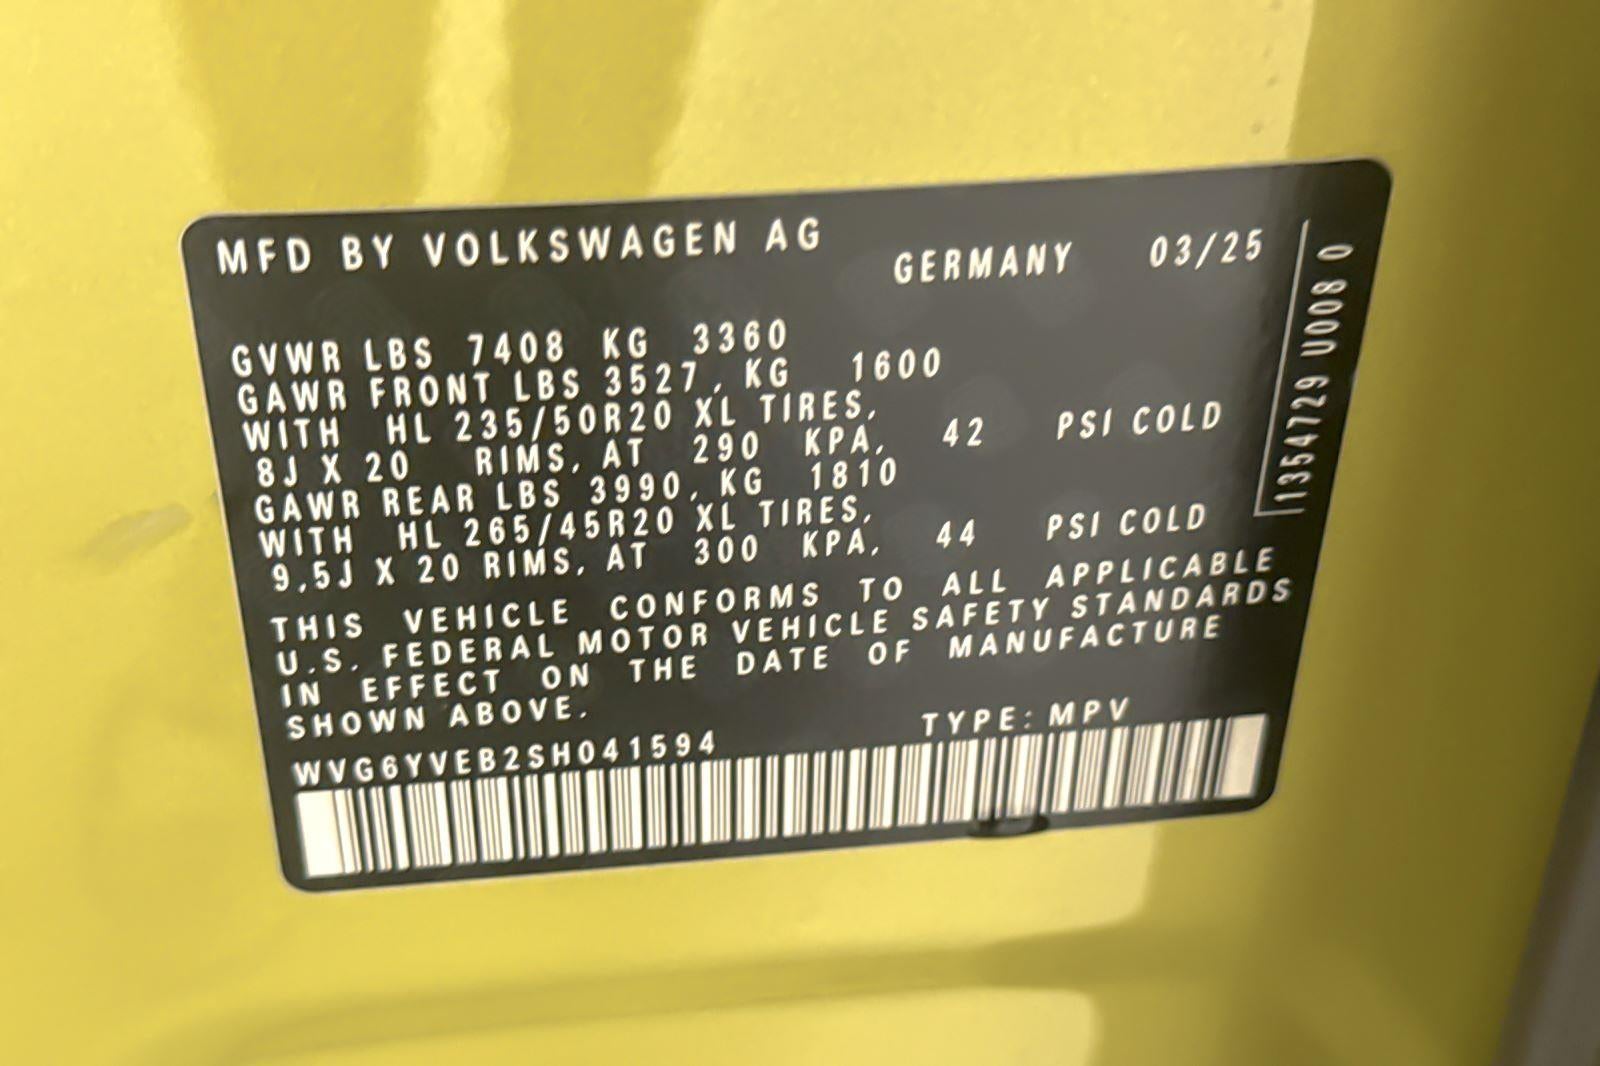 MFD BY VOLKSWAGEN AG GERMANY 03/25
GVWR LBS 7408 KG 3360
GAWR FRONT LBS 3527, KG 1600
WITH HL 235/50R20 XL TIRES,
8J X 20 RIMS, AT 290 KPA, 42 PSI COLD
GAWR REAR LBS 3990, KG 1810
WITH HL 265/45R20 XL TIRES,
9,5J X 20 RIMS, AT 300 KPA, 44 PSI COLD
THIS VEHICLE CONFORMS TO ALL APPLICABLE
U.S. FEDERAL MOTOR VEHICLE SAFETY STANDARDS
IN EFFECT ON THE DATE OF MANUFACTURE
SHOWN ABOVE.
TYPE: MPV
WVG6YVEB2SH041594
1354729 U008 0